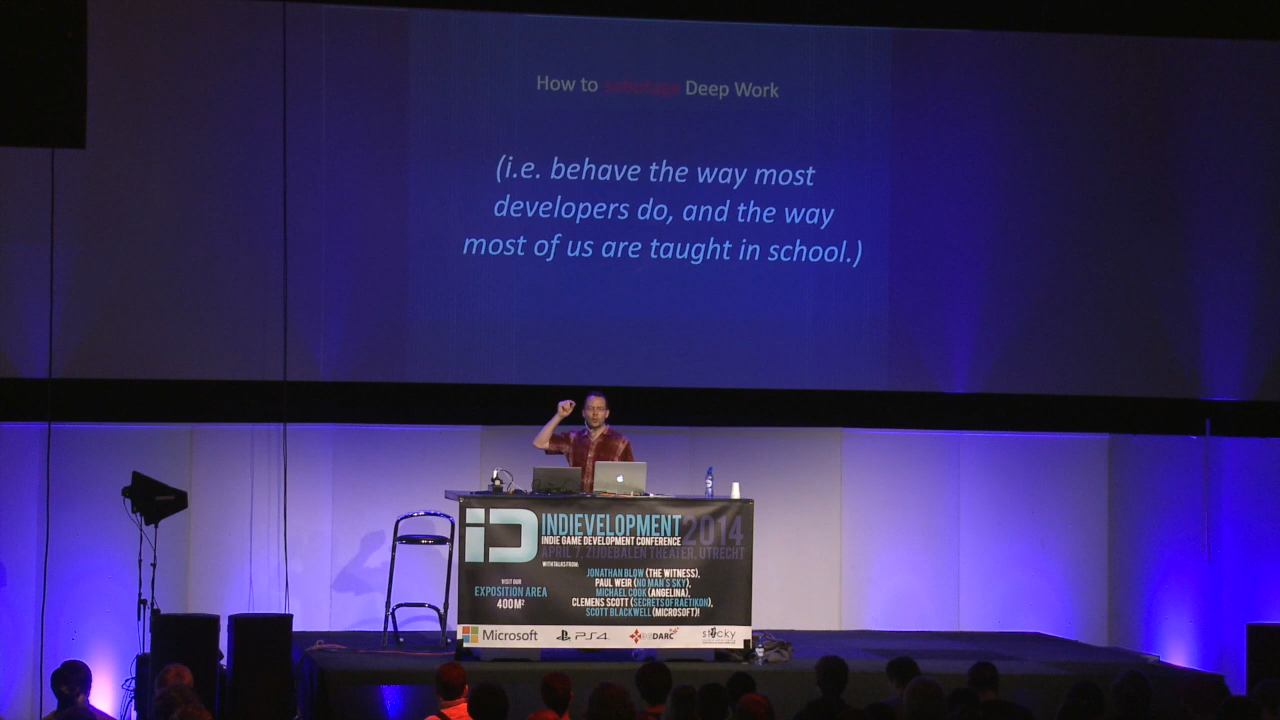 How to sabotage Deep Work
(i.e. behave the way most
developers do, and the way
most of us are taught in school.)
iD INDIEVELOPMENT 2014
INDIE GAME DEVELOPMENT CONFERENCE
APRIL 7, ZIJDEBALEN THEATER, UTRECHT
WITH TALKS FROM:
JONATHAN BLOW (THE WITNESS),
PAUL WEIR (NO MAN'S SKY),
MICHAEL COOK (ANGELINA),
CLEMENS SCOTT (SECRETS OF RAETIKON),
SCOTT BLACKWELL (MICROSOFT)!
VISIT OUR
EXPOSITION AREA
400M²
Microsoft PS4